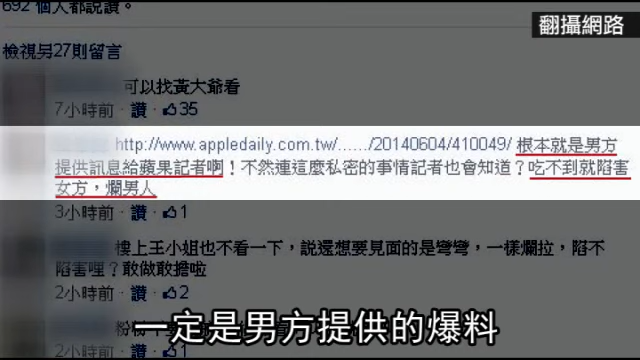 692 個人都說讚。
翻攝網路
檢視另27則留言
可以找黃大爺看
7小時前．讚．35
http://www.appledaily.com.tw/....../20140604/410049/ 根本就是男方
提供訊息給蘋果記者啊！不然連這麼私密的事情記者也會知道？吃不到就陷害
女方，爛男人
3小時前．讚．1
樓上王小姐也不看一下，說還想要見面的是彎彎，一樣爛拉，陷不
陷害哩？敢做敢擔啦
2小時前．讚．2
一定是男方提供的爆料
2小時前．讚．1